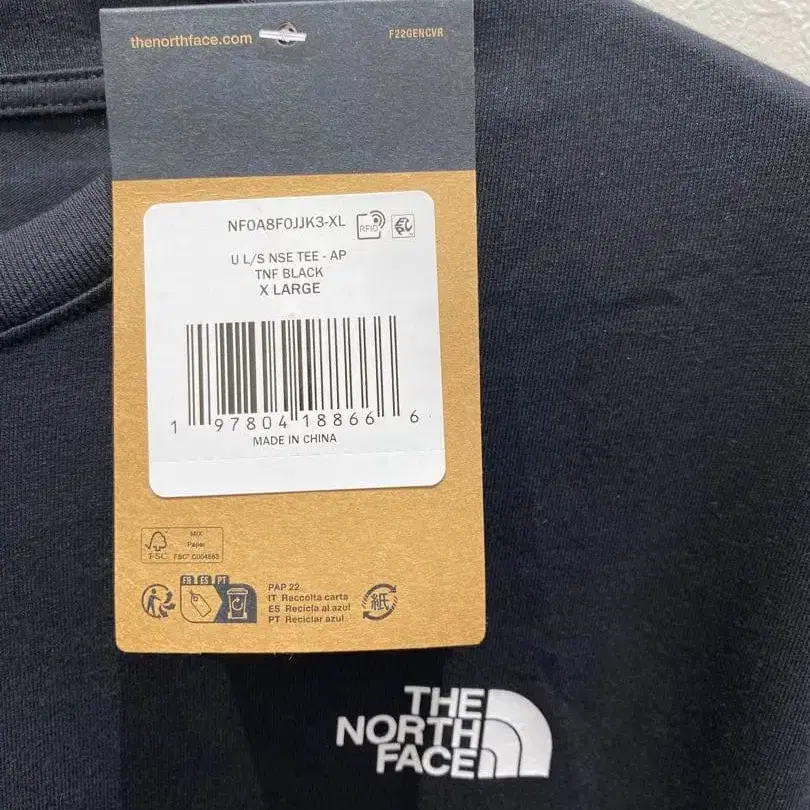 thenorthface.com
F22GENCVR
NF0A8F0JJK3-XL
RFID
U L/S NSE TEE - AP
TNF BLACK
X LARGE
1 97804 18866 6
MADE IN CHINA
MIX
Paper
FSC
FSC® C004863
FR ES PT
PAP 22
IT Raccolta carta
ES Recicla al azul
PT Reciclar azul
紙
THE
NORTH
FACE